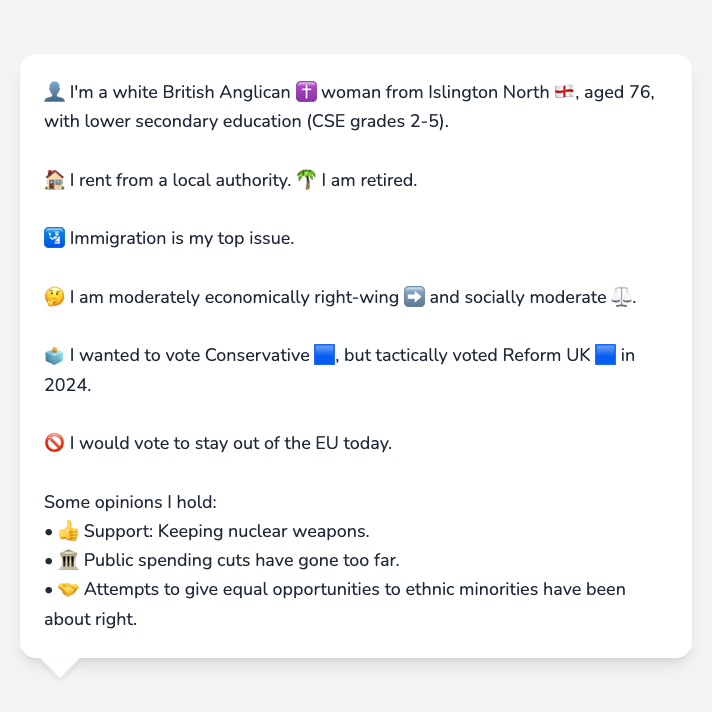 👤 I'm a white British Anglican ✝️ woman from Islington North 🏴󠁧󠁢󠁥󠁮󠁧󠁿, aged 76,
with lower secondary education (CSE grades 2-5).
🏠 I rent from a local authority. 🌴 I am retired.
🛂 Immigration is my top issue.
🤔 I am moderately economically right-wing ➡️ and socially moderate ⚖️.
🗳️ I wanted to vote Conservative 🟦, but tactically voted Reform UK 🟦 in
2024.
🚫 I would vote to stay out of the EU today.
Some opinions I hold:
• 👍 Support: Keeping nuclear weapons.
• 🏛️ Public spending cuts have gone too far.
• 🤝 Attempts to give equal opportunities to ethnic minorities have been
about right.